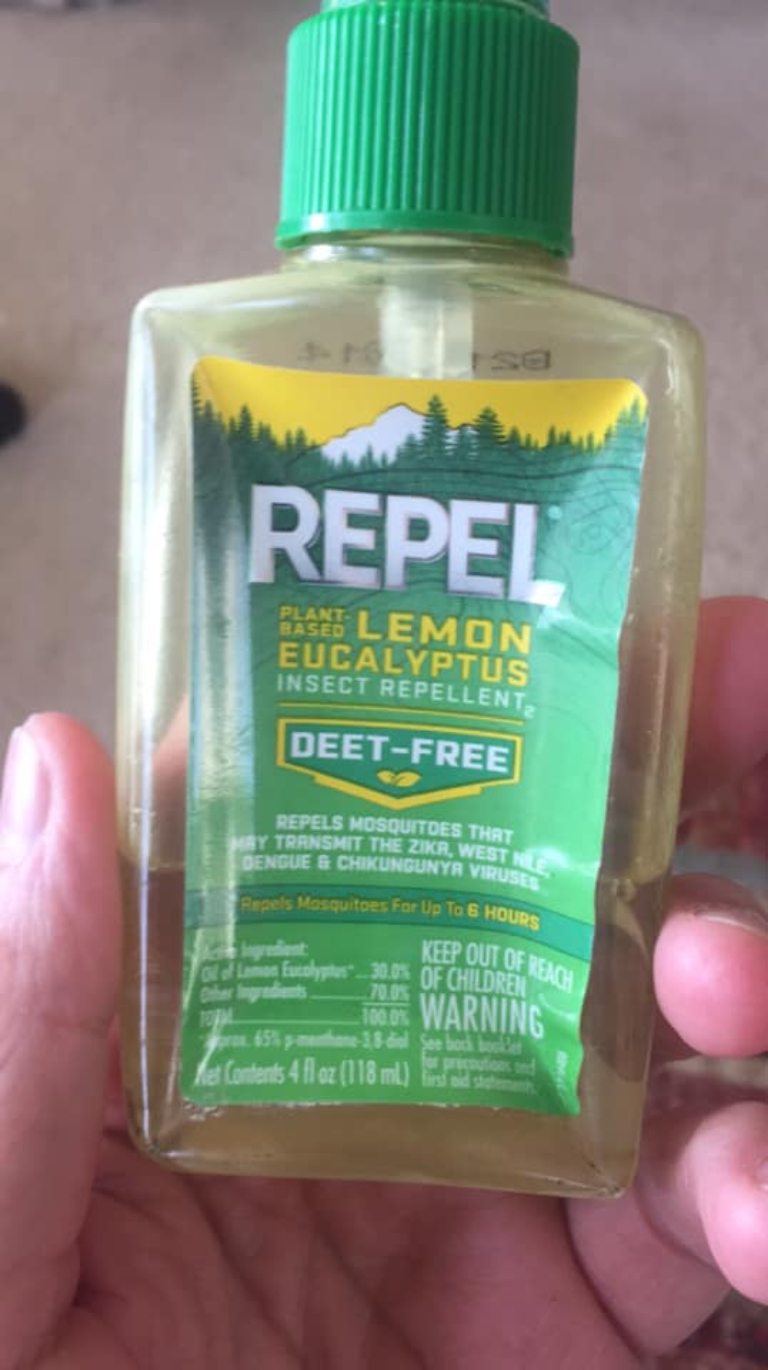 REPEL
PLANT-BASED LEMON
EUCALYPTUS
INSECT REPELLENT2
DEET-FREE
REPELS MOSQUITOES THAT
MAY TRANSMIT THE ZIKA, WEST NILE,
DENGUE & CHIKUNGUNYA VIRUSES
Repels Mosquitoes For Up To 6 HOURS
Active Ingredient:
Oil of Lemon Eucalyptus* 30.0%
Other Ingredients 70.0%
TOTAL 100.0%
*Approx. 65% p-menthane-3,8-diol
Net Contents 4 fl oz (118 mL)
KEEP OUT OF REACH
OF CHILDREN
WARNING
See back booklet
for precautions and
first aid statements.